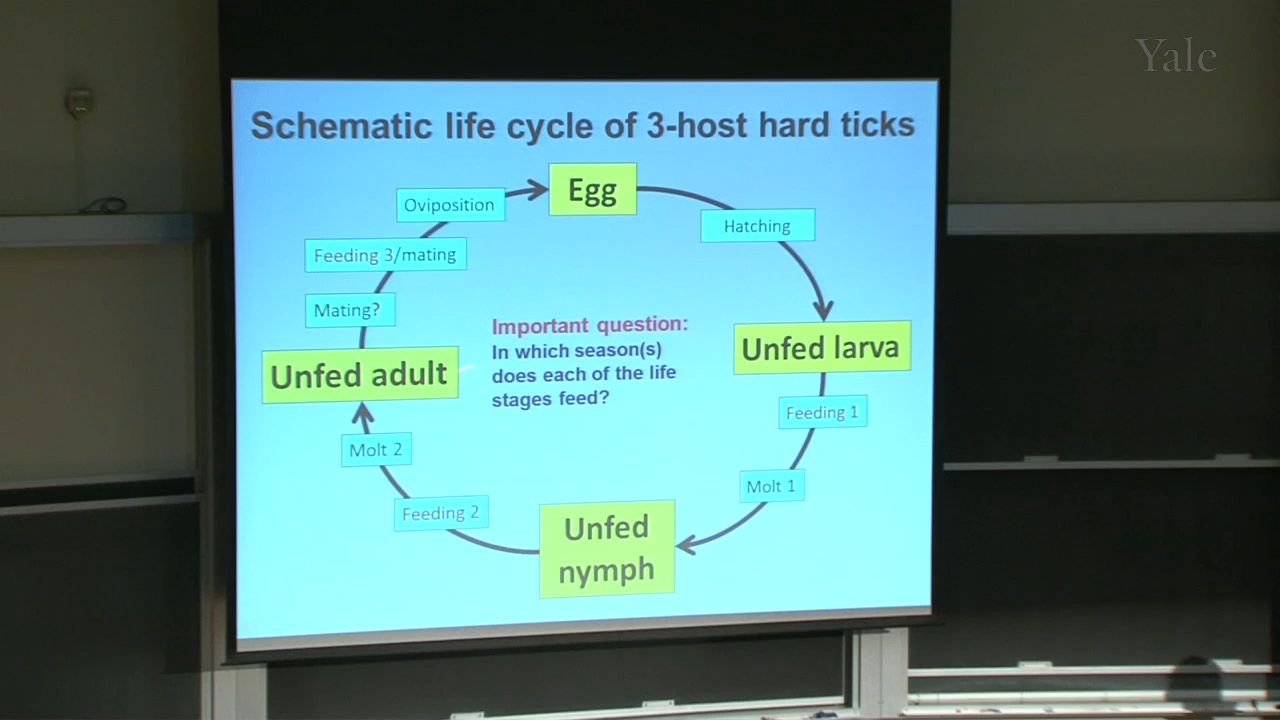 Yale
Schematic life cycle of 3-host hard ticks
Egg
Oviposition
Hatching
Feeding 3/mating
Mating?
Important question:
In which season(s)
does each of the life
stages feed?
Unfed larva
Unfed adult
Feeding 1
Molt 2
Molt 1
Feeding 2
Unfed
nymph